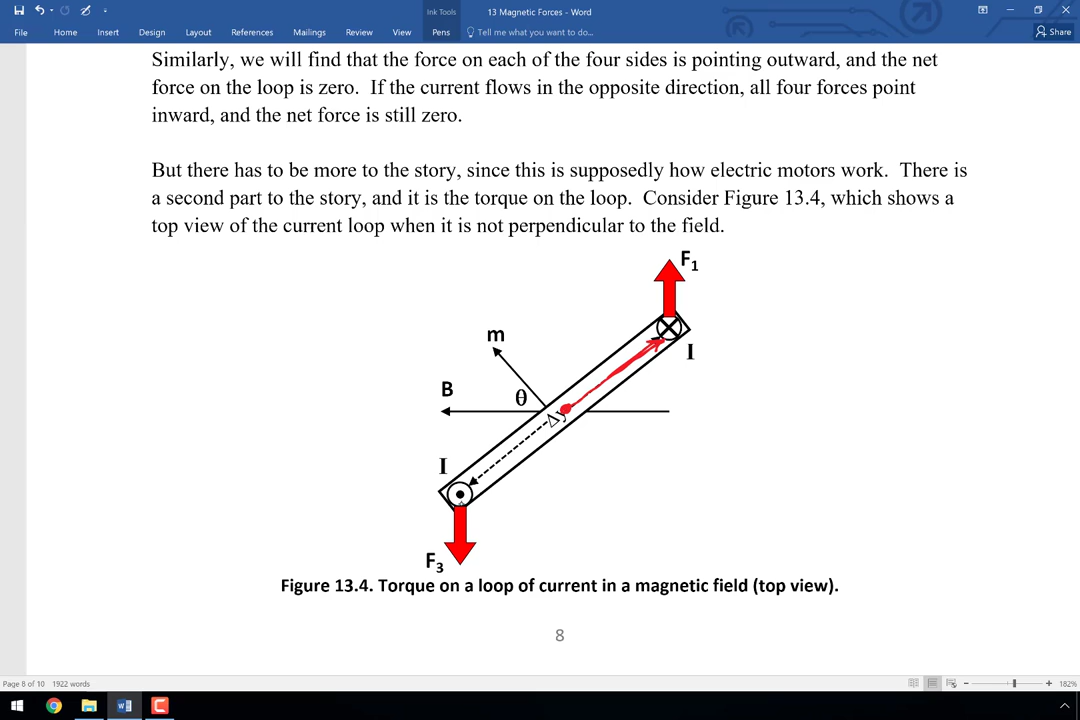 Ink Tools
13 Magnetic Forces - Word
File Home Insert Design Layout References Mailings Review View Pens Tell me what you want to do... Share
Similarly, we will find that the force on each of the four sides is pointing outward, and the net
force on the loop is zero.  If the current flows in the opposite direction, all four forces point
inward, and the net force is still zero.
But there has to be more to the story, since this is supposedly how electric motors work.  There is
a second part to the story, and it is the torque on the loop.  Consider Figure 13.4, which shows a
top view of the current loop when it is not perpendicular to the field.
F₁
m
I
B
θ
Δy
I
F₃
Figure 13.4. Torque on a loop of current in a magnetic field (top view).
8
Page 8 of 10 1922 words
182%